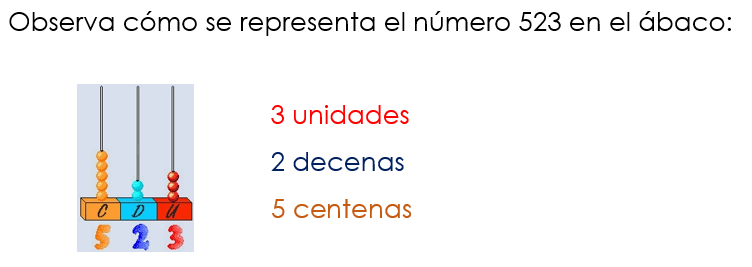 Observa cómo se representa el número 523 en el ábaco:
3 unidades
2 decenas
5 centenas
C D U
5 2 3